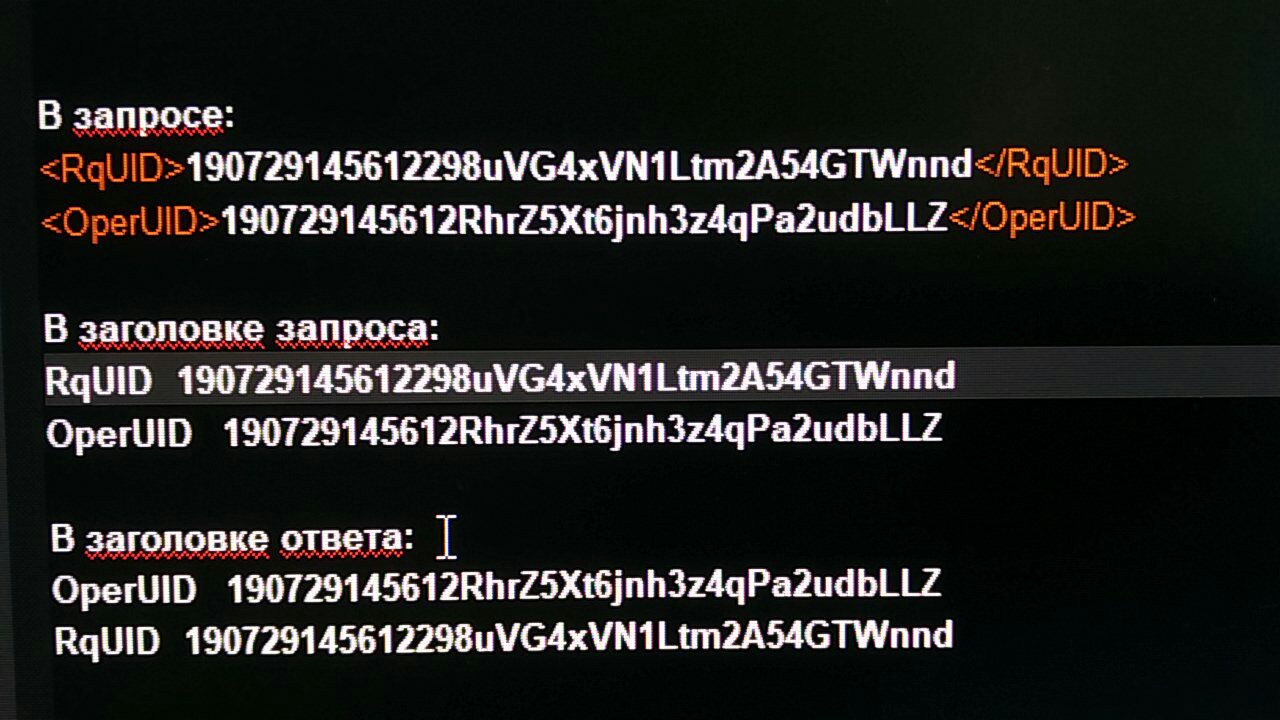 В запросе:
<RqUID>190729145612298uVG4xVN1Ltm2A54GTWnnd</RqUID>
<OperUID>190729145612RhrZ5Xt6jnh3z4qPa2udbLLZ</OperUID>
В заголовке запроса:
RqUID 190729145612298uVG4xVN1Ltm2A54GTWnnd
OperUID 190729145612RhrZ5Xt6jnh3z4qPa2udbLLZ
В заголовке ответа:
OperUID 190729145612RhrZ5Xt6jnh3z4qPa2udbLLZ
RqUID 190729145612298uVG4xVN1Ltm2A54GTWnnd